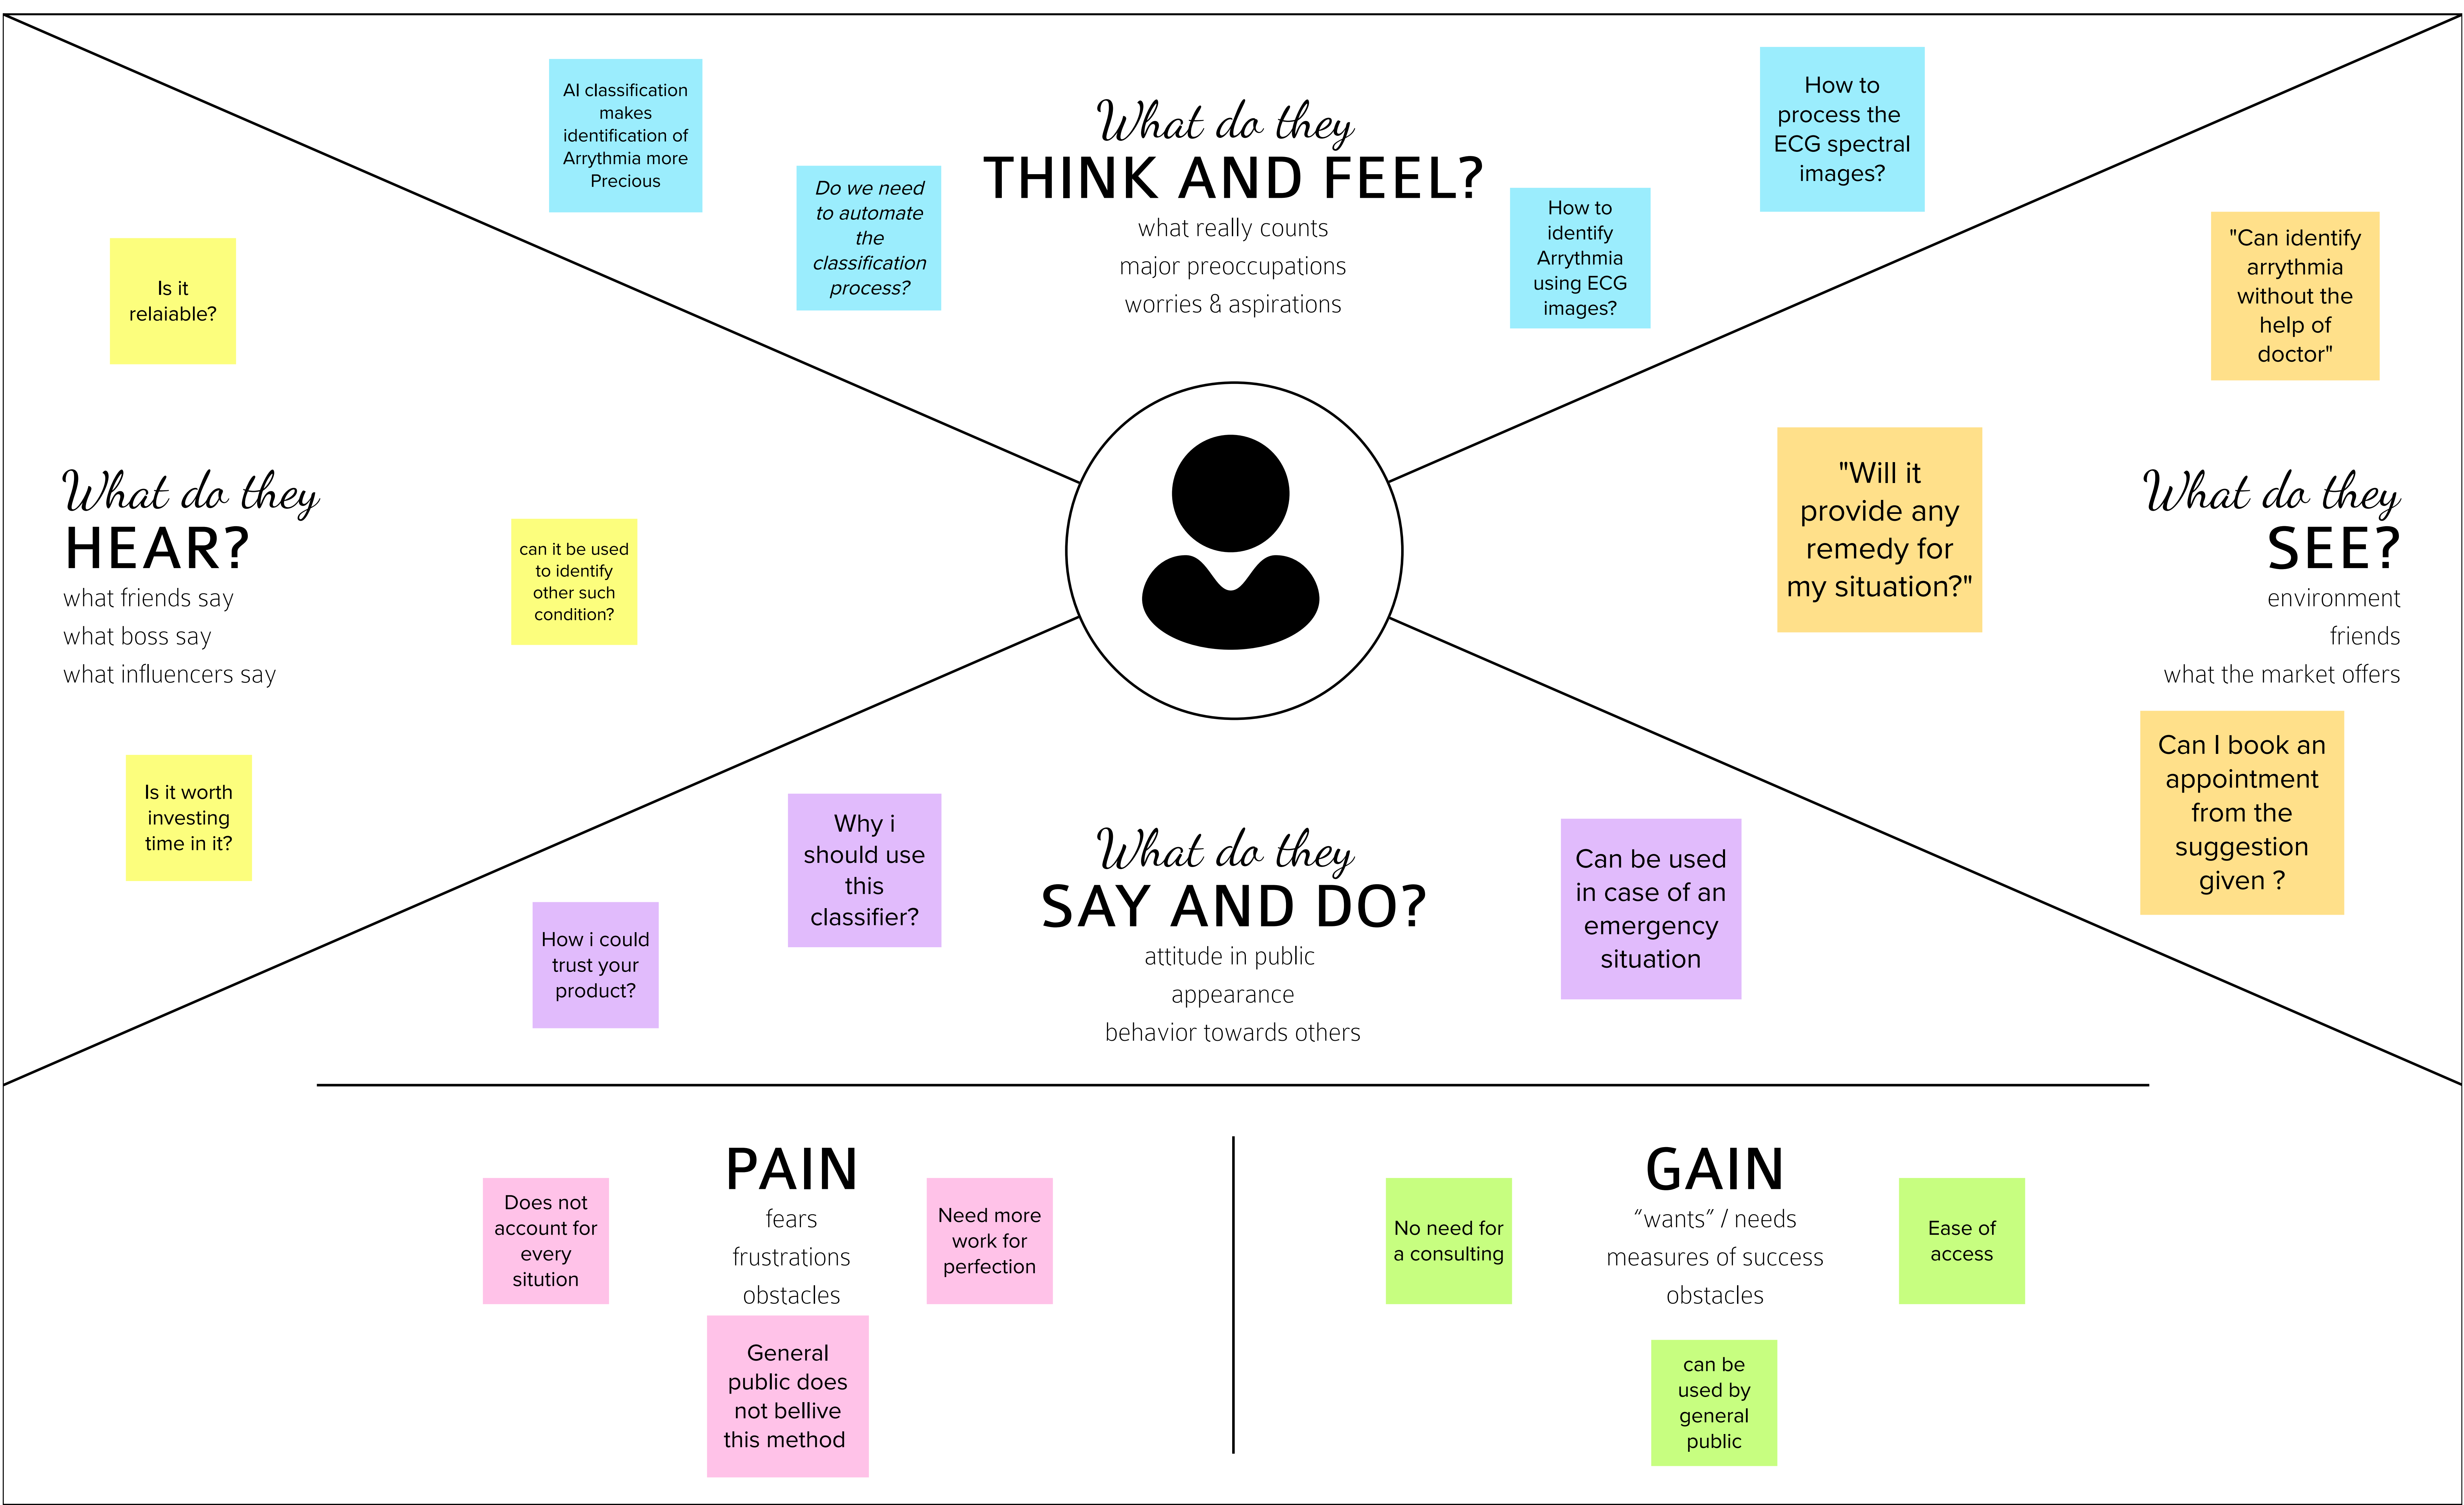 AI classification
makes
identification of
Arrythmia more
Precious
Do we need
to automate
the
classification
process?
What do they
THINK AND FEEL?
what really counts
major preoccupations
worries & aspirations
How to
identify
Arrythmia
using ECG
images?
How to
process the
ECG spectral
images?
Is it
relaiable?
What do they
HEAR?
what friends say
what boss say
what influencers say
can it be used
to identify
other such
condition?
Is it worth
investing
time in it?
"Can identify
arrythmia
without the
help of
doctor"
"Will it
provide any
remedy for
my situation?"
What do they
SEE?
environment
friends
what the market offers
Can I book an
appointment
from the
suggestion
given ?
How i could
trust your
product?
Why i
should use
this
classifier?
What do they
SAY AND DO?
attitude in public
appearance
behavior towards others
Can be used
in case of an
emergency
situation
Does not
account for
every
sitution
PAIN
fears
frustrations
obstacles
Need more
work for
perfection
General
public does
not bellive
this method
No need for
a consulting
GAIN
“wants” / needs
measures of success
obstacles
Ease of
access
can be
used by
general
public